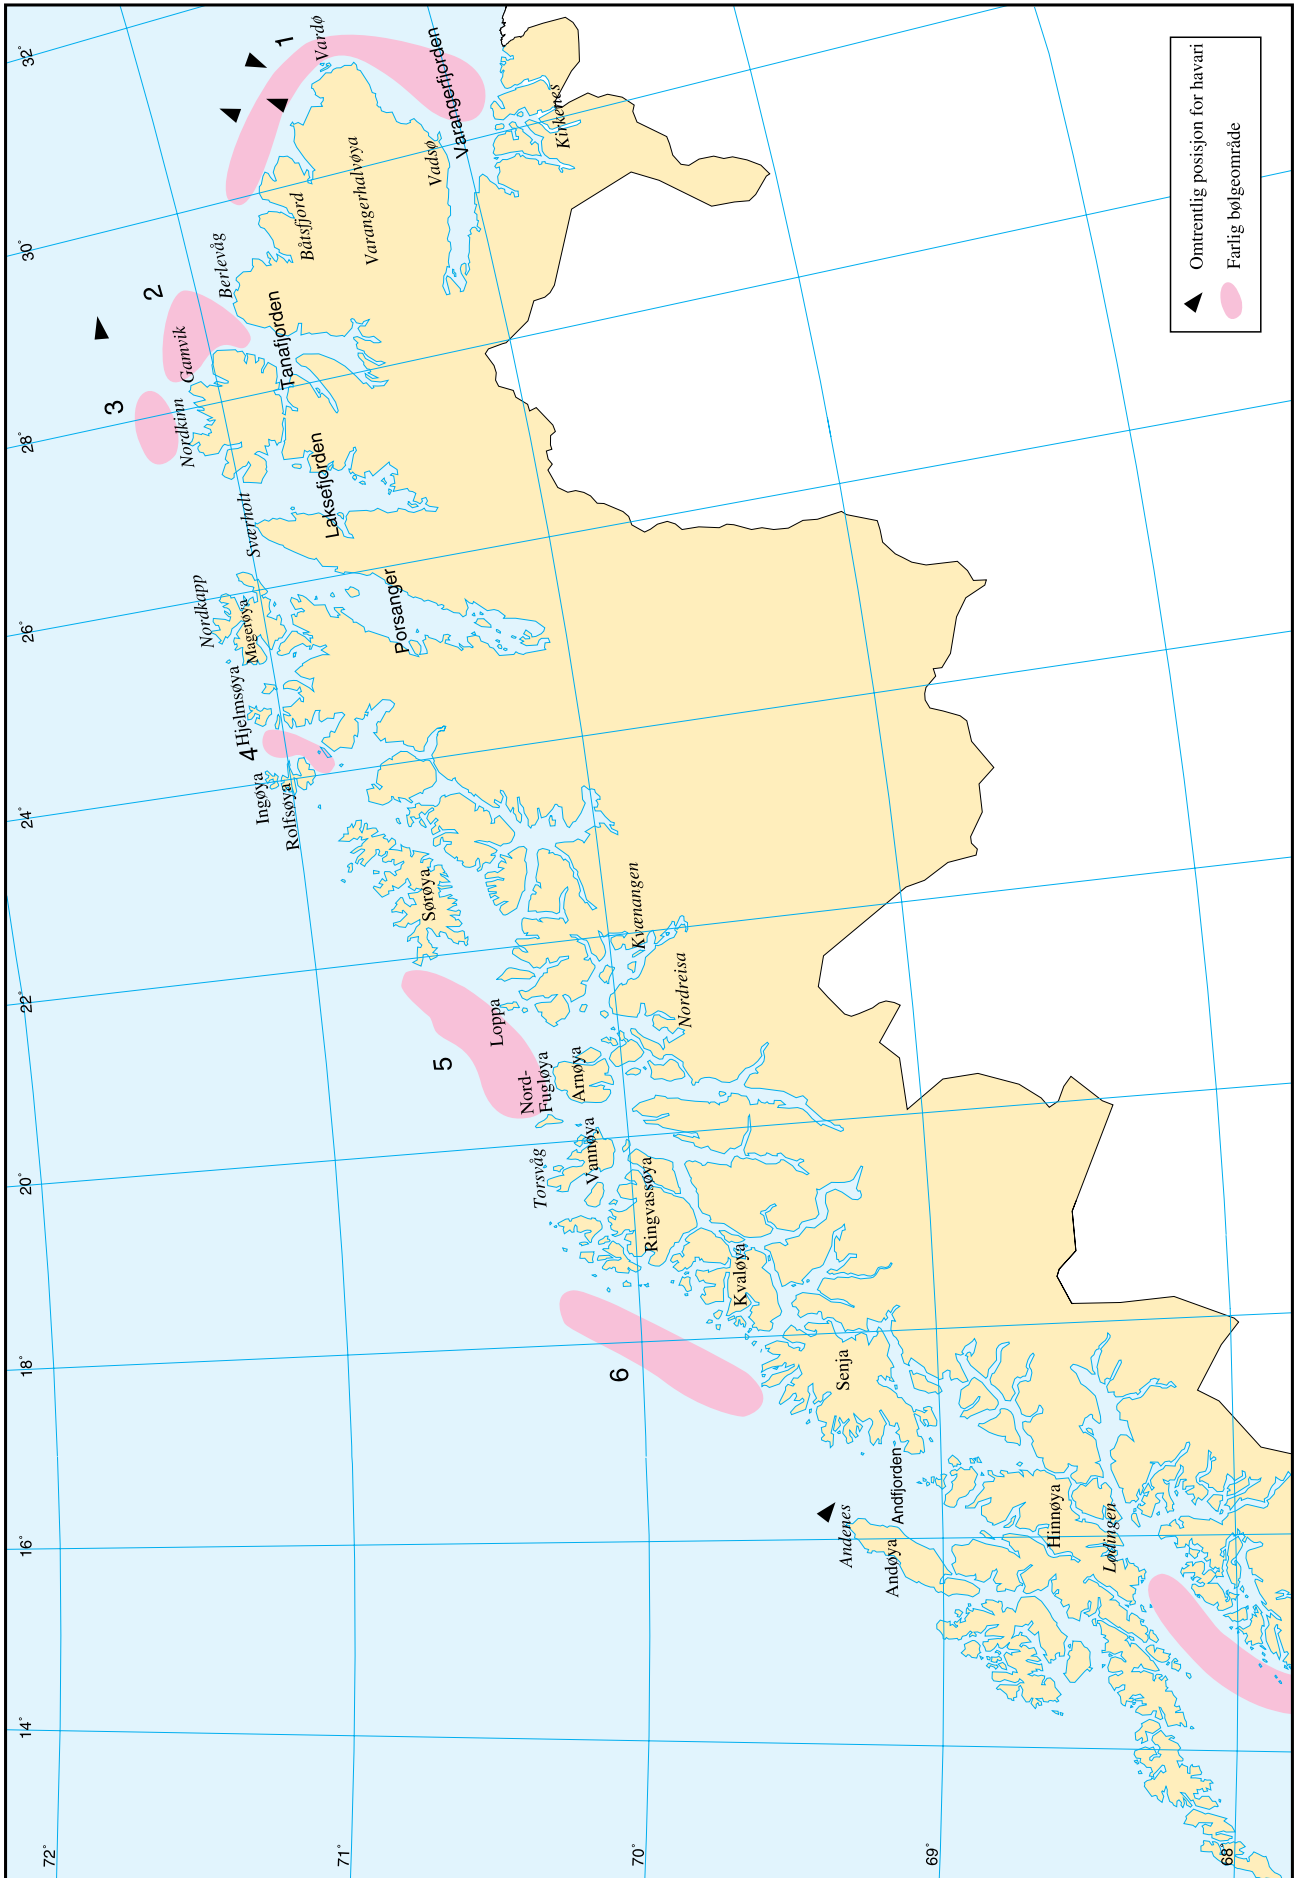 72°
71°
70°
69°
68°
14°
16°
18°
20°
22°
24°
26°
28°
30°
32°
1
Vardø
Varangerfjorden
Kirkenes
Vadsø
Varangerhalvøya
Båtsfjord
Berlevåg
2
Gamvik
Tanafjorden
3
Nordkinn
Laksefjorden
Sværholt
Porsanger
Nordkapp
Magerøya
Hjelmsøya
4
Ingøya
Rolfsøya
Sørøya
Kvænangen
Nordreisa
Loppa
5
Nord-
Fugløya
Arnøya
Vannøya
Torsvåg
Ringvassøya
Kvaløya
6
Senja
Andfjorden
Andenes
Andøya
Hinnøya
Lødingen
Omtrentlig posisjon for havari
Farlig bølgeområde